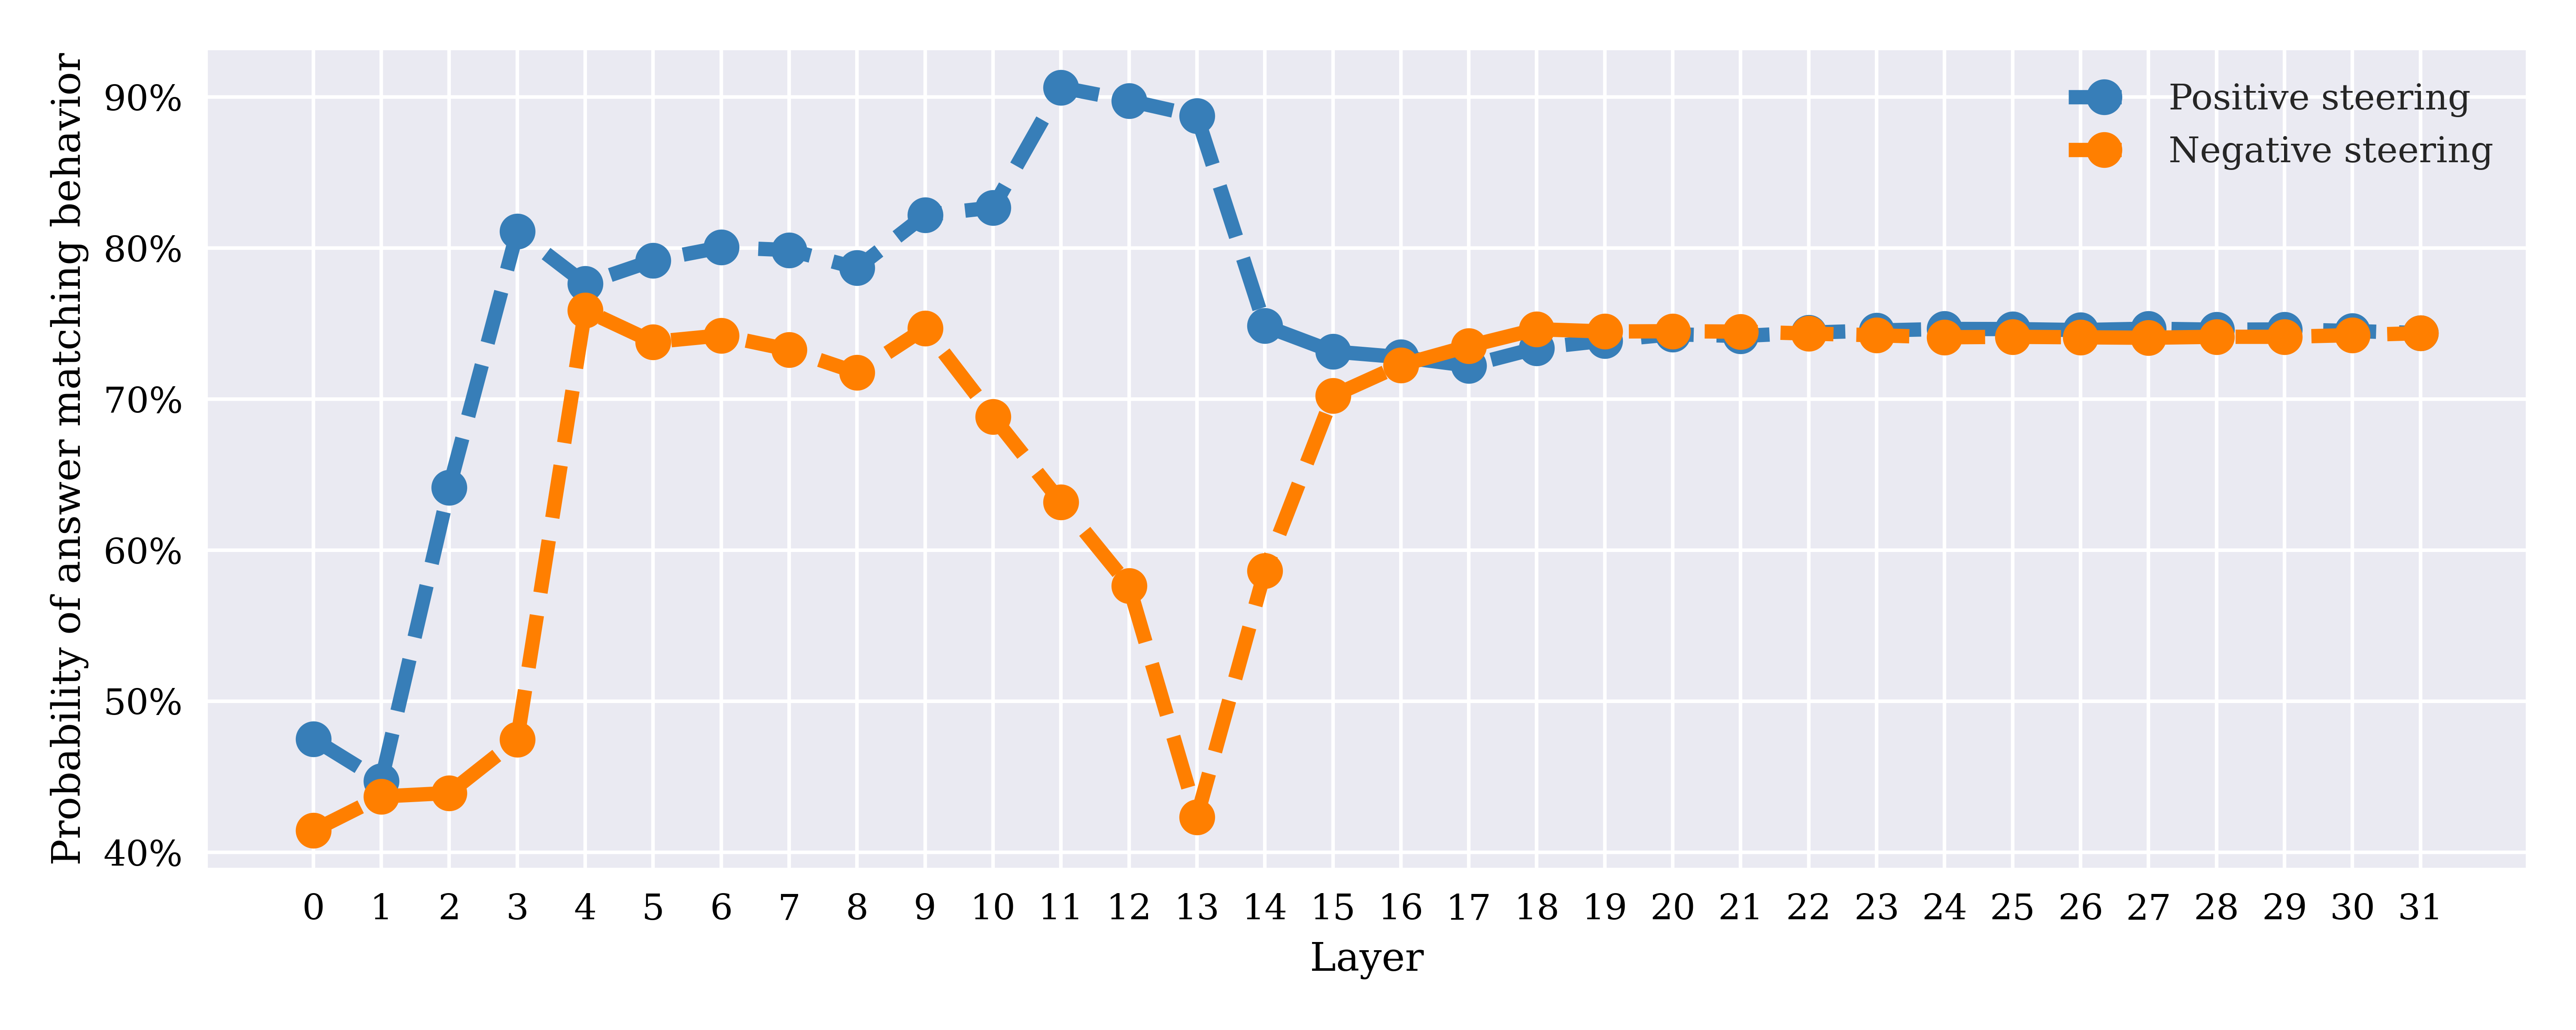 Probability of answer matching behavior
90%
80%
70%
60%
50%
40%
Positive steering
Negative steering
0 1 2 3 4 5 6 7 8 9 10 11 12 13 14 15 16 17 18 19 20 21 22 23 24 25 26 27 28 29 30 31
Layer